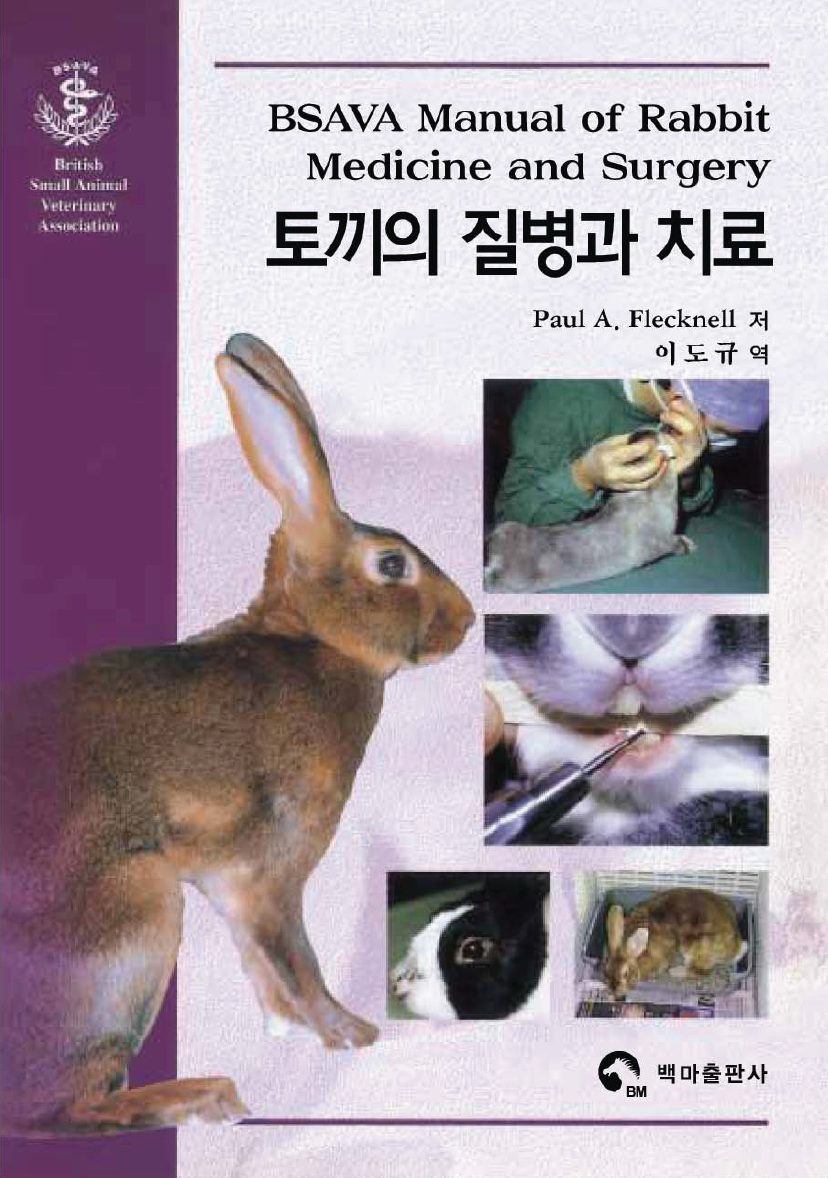 BSAVA
British
Small Animal
Veterinary
Association
BSAVA Manual of Rabbit
Medicine and Surgery
토끼의 질병과 치료
Paul A. Flecknell 저
이도규 역
BM
백마출판사